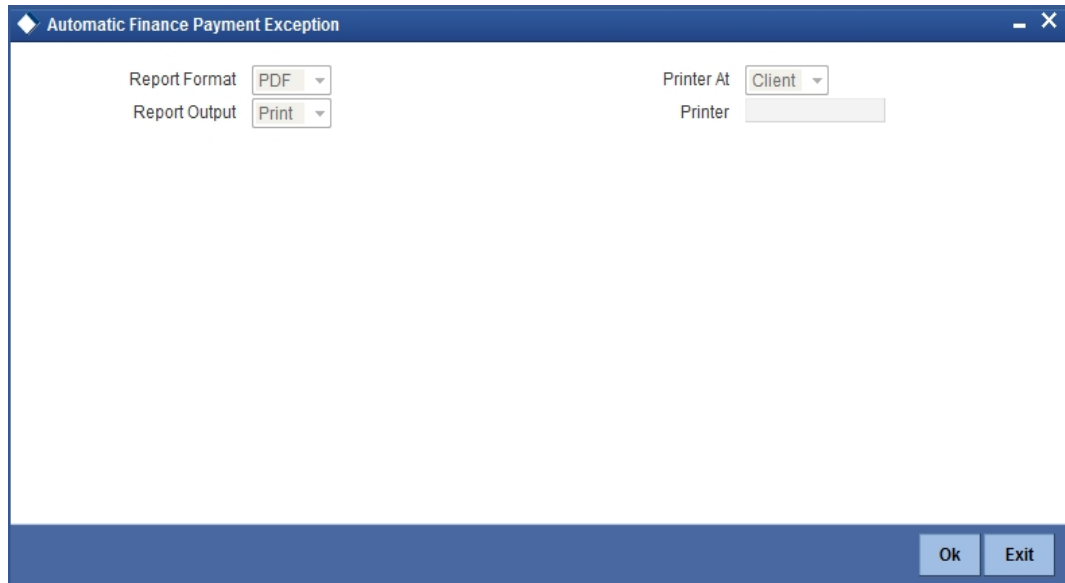 Automatic Finance Payment Exception
Report Format PDF Printer At Client
Report Output Print Printer
Ok Exit